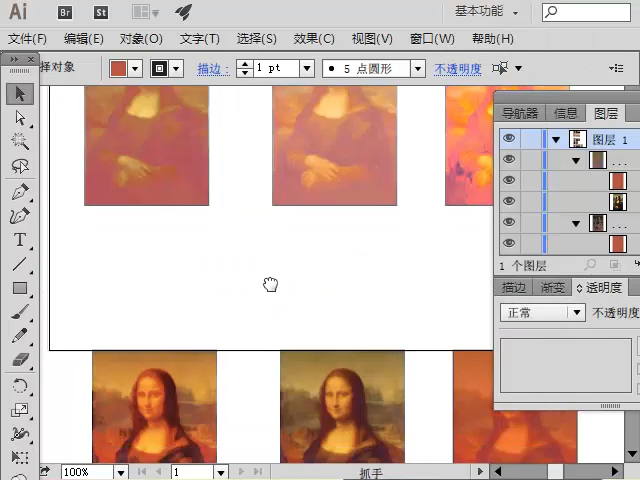 Ai Br St 基本功能
文件(F) 编辑(E) 对象(O) 文字(T) 选择(S) 效果(C) 视图(V) 窗口(W) 帮助(H)
择对象 描边: 1 pt 5 点圆形 不透明度
导航器 信息 图层
图层 1
...
...
1 个图层
描边 渐变 透明度
正常 不透明度
100% 1 抓手